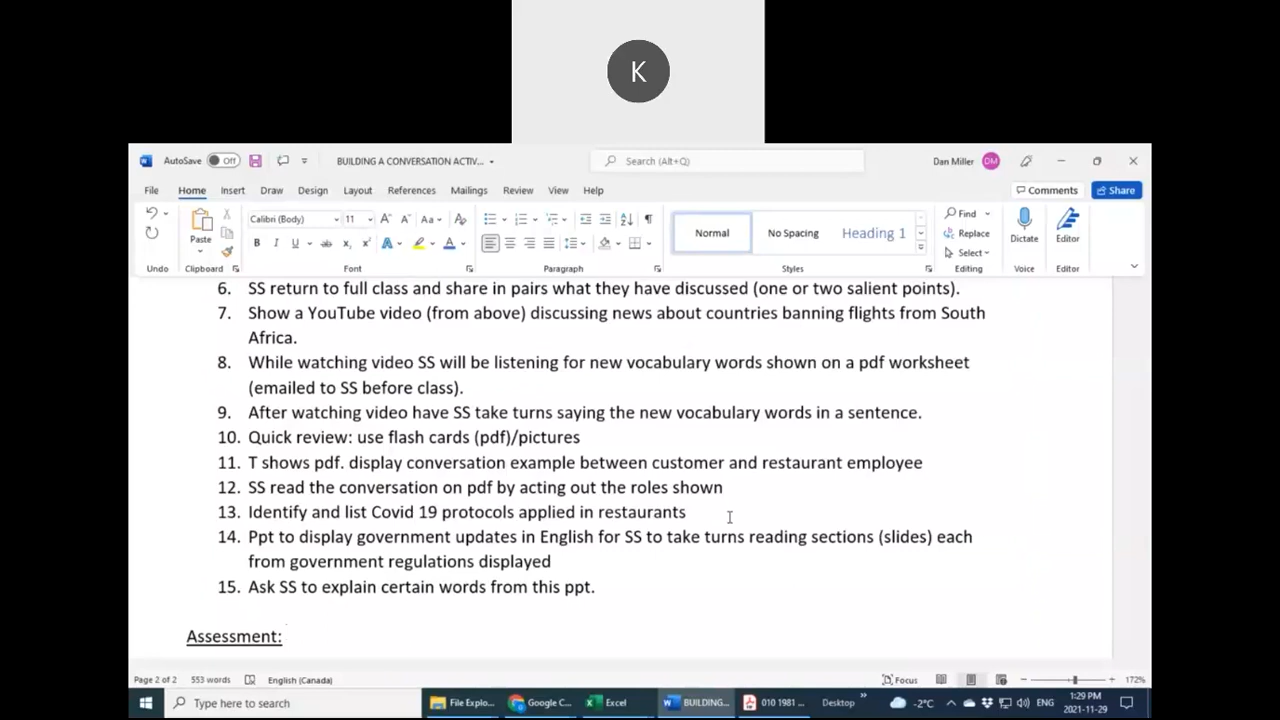 K
AutoSave Off BUILDING A CONVERSATION ACTIV... Search (Alt+Q) Dan Miller DM
File Home Insert Draw Design Layout References Mailings Review View Help Comments Share
Paste Calibri (Body) 11 Normal No Spacing Heading 1 Find Replace Select Dictate Editor
Undo Clipboard Font Paragraph Styles Editing Voice Editor
6. SS return to full class and share in pairs what they have discussed (one or two salient points).
7. Show a YouTube video (from above) discussing news about countries banning flights from South
Africa.
8. While watching video SS will be listening for new vocabulary words shown on a pdf worksheet
(emailed to SS before class).
9. After watching video have SS take turns saying the new vocabulary words in a sentence.
10. Quick review: use flash cards (pdf)/pictures
11. T shows pdf. display conversation example between customer and restaurant employee
12. SS read the conversation on pdf by acting out the roles shown
13. Identify and list Covid 19 protocols applied in restaurants
14. Ppt to display government updates in English for SS to take turns reading sections (slides) each
from government regulations displayed
15. Ask SS to explain certain words from this ppt.
Assessment:
Page 2 of 2 553 words English (Canada) Focus 172%
Type here to search File Explo... Google C... Excel BUILDING... 010 1981 ... Desktop -2°C ENG 1:29 PM
2021-11-29